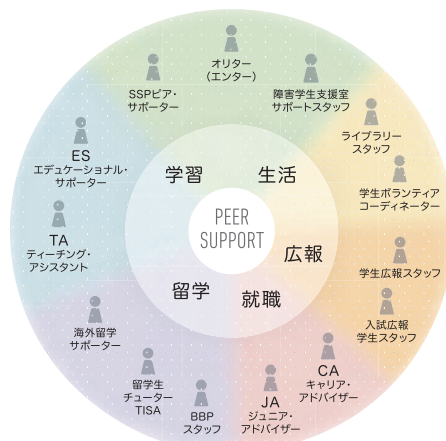 オリター
(エンター)
SSPピア・
サポーター
障害学生支援室
サポートスタッフ
ライブラリー
スタッフ
ES
エデュケーショナル・
サポーター
学習
生活
学生ボランティア
コーディネーター
TA
ティーチング・
アシスタント
PEER
SUPPORT
広報
学生広報スタッフ
留学
就職
入試広報
学生スタッフ
海外留学
サポーター
留学生
チューター
TISA
BBP
スタッフ
JA
ジュニア・
アドバイザー
CA
キャリア・
アドバイザー